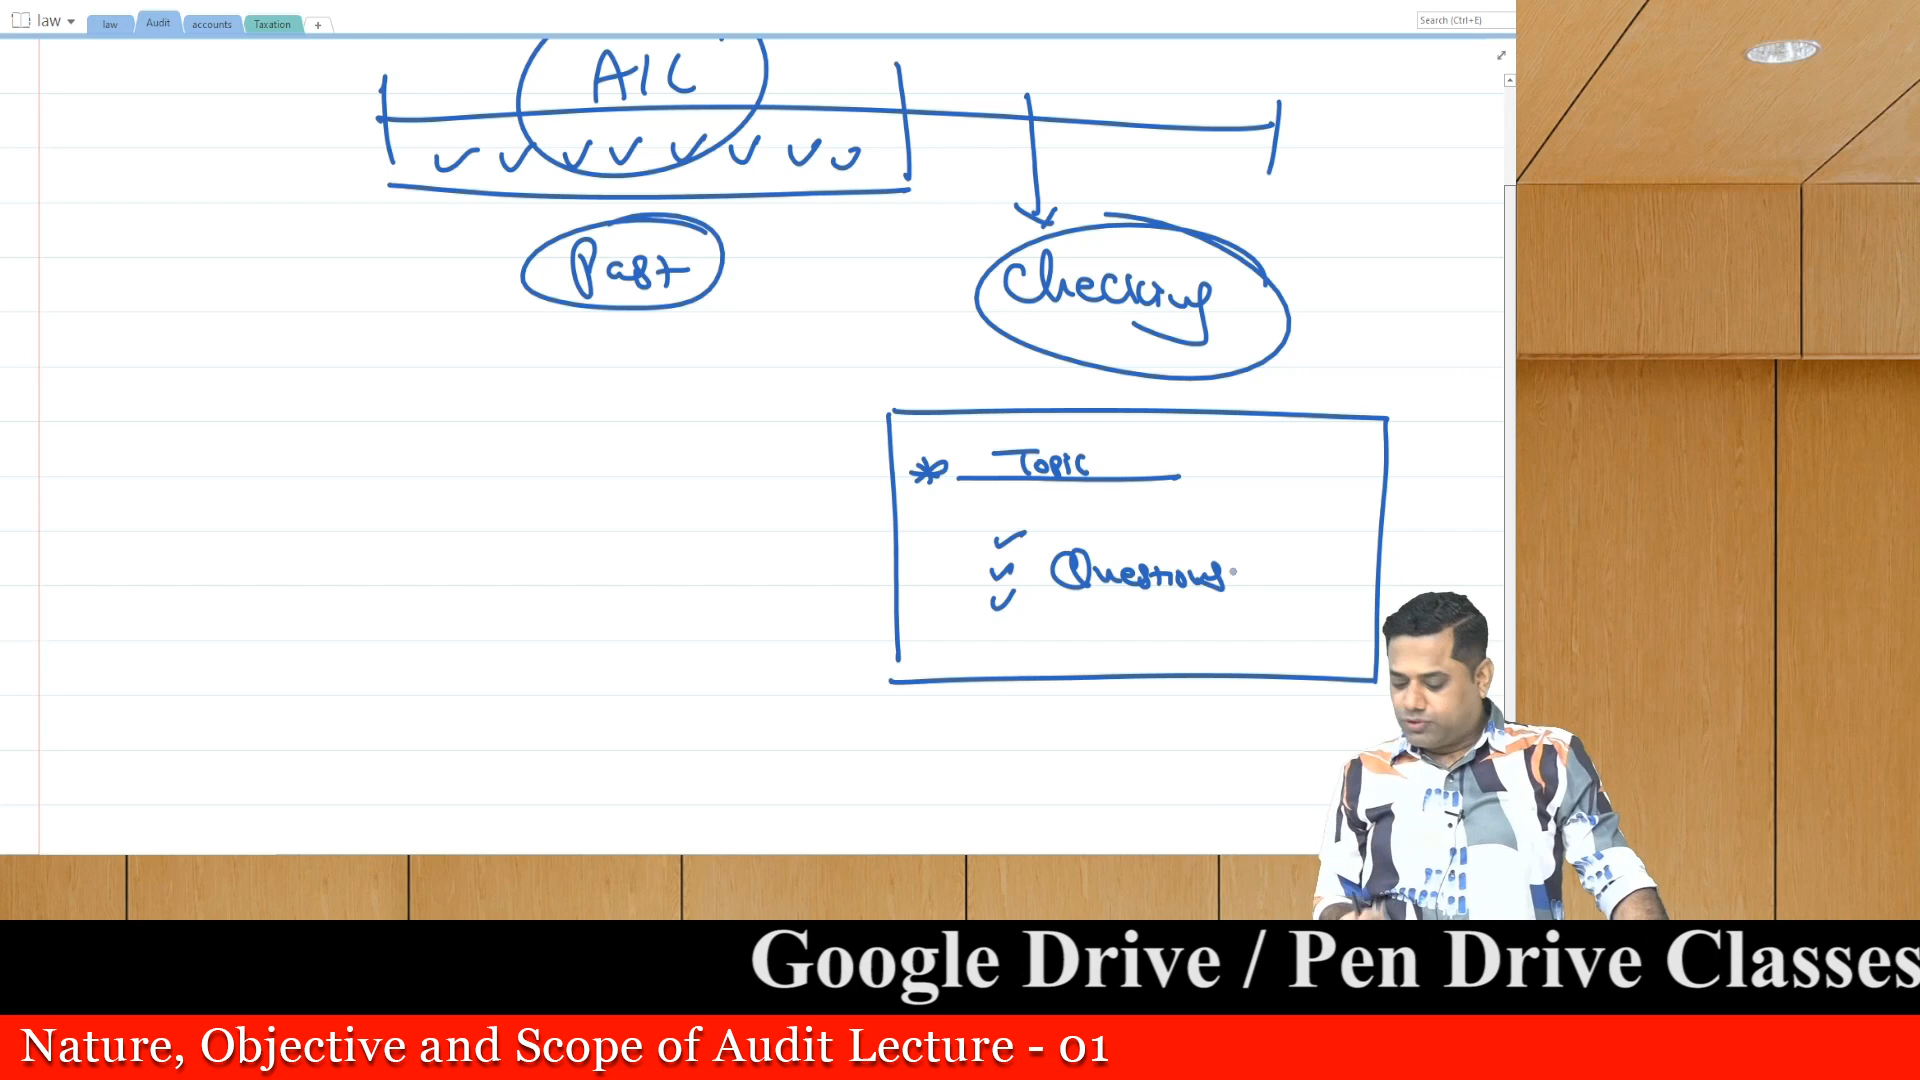 law
law Audit accounts Taxation +
Search (Ctrl+E)
A/C
Past
Checking
Topic
Questions
Google Drive / Pen Drive Classes
Nature, Objective and Scope of Audit Lecture - 01